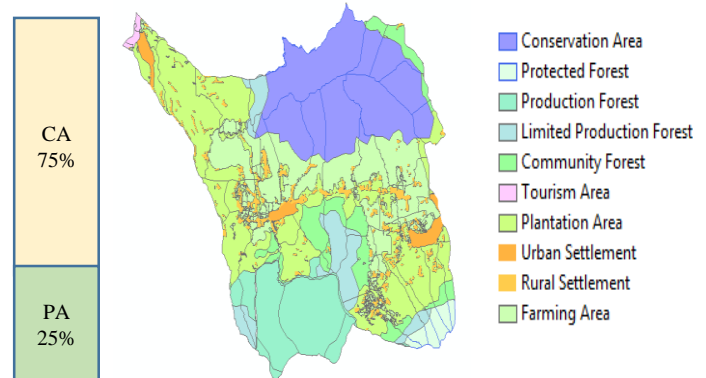 CA
75%
PA
25%
Conservation Area
Protected Forest
Production Forest
Limited Production Forest
Community Forest
Tourism Area
Plantation Area
Urban Settlement
Rural Settlement
Farming Area